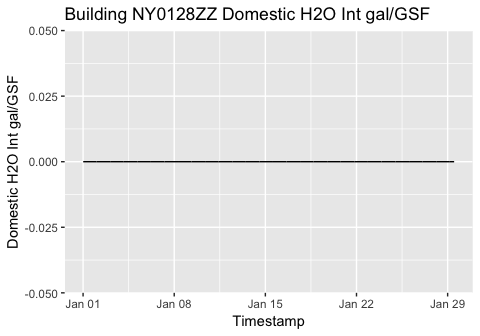 Building NY0128ZZ Domestic H2O Int gal/GSF
0.050
0.025
0.000
-0.025
-0.050
Domestic H2O Int gal/GSF
Jan 01 Jan 08 Jan 15 Jan 22 Jan 29
Timestamp